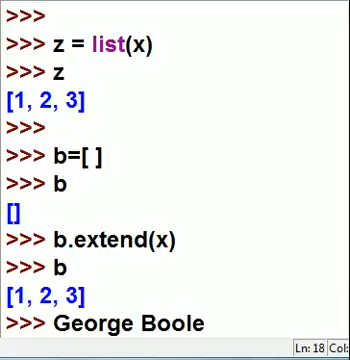 >>>
>>> z = list(x)
>>> z
[1, 2, 3]
>>>
>>> b=[ ]
>>> b
[]
>>> b.extend(x)
>>> b
[1, 2, 3]
>>> George Boole
Ln: 18 Col: